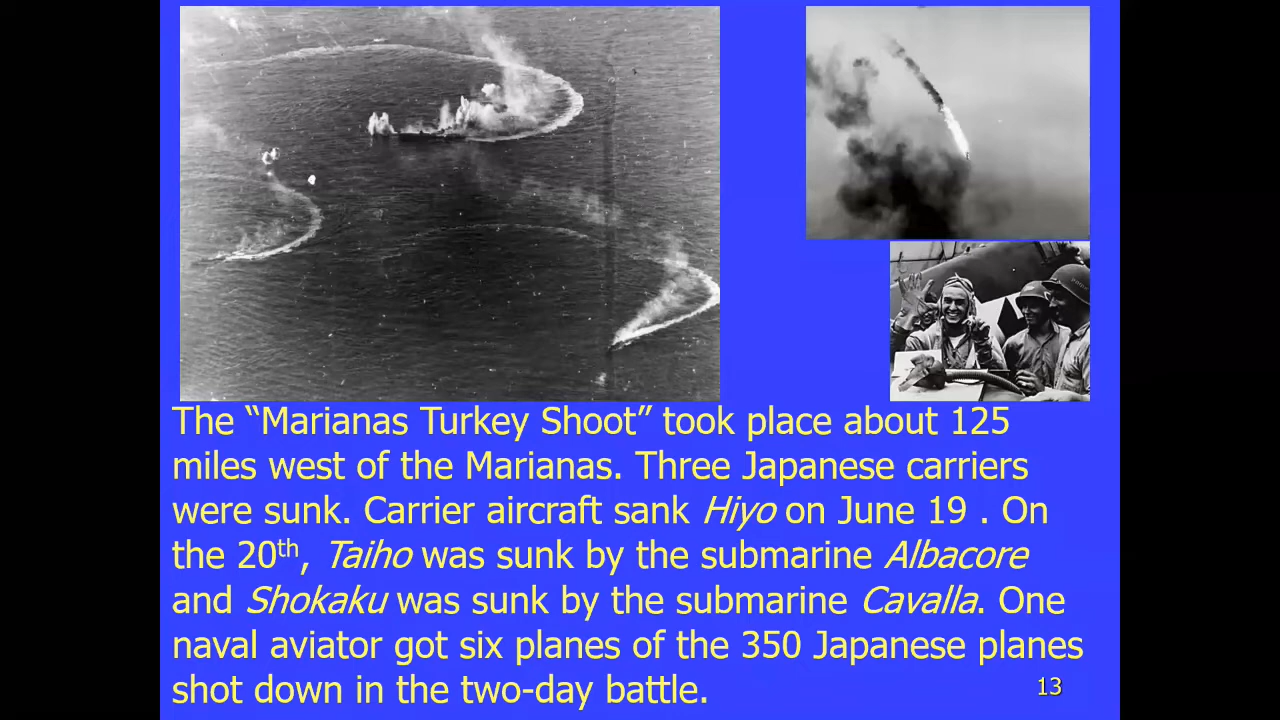 The “Marianas Turkey Shoot” took place about 125
miles west of the Marianas. Three Japanese carriers
were sunk. Carrier aircraft sank Hiyo on June 19 . On
the 20th, Taiho was sunk by the submarine Albacore
and Shokaku was sunk by the submarine Cavalla. One
naval aviator got six planes of the 350 Japanese planes
shot down in the two-day battle.
13